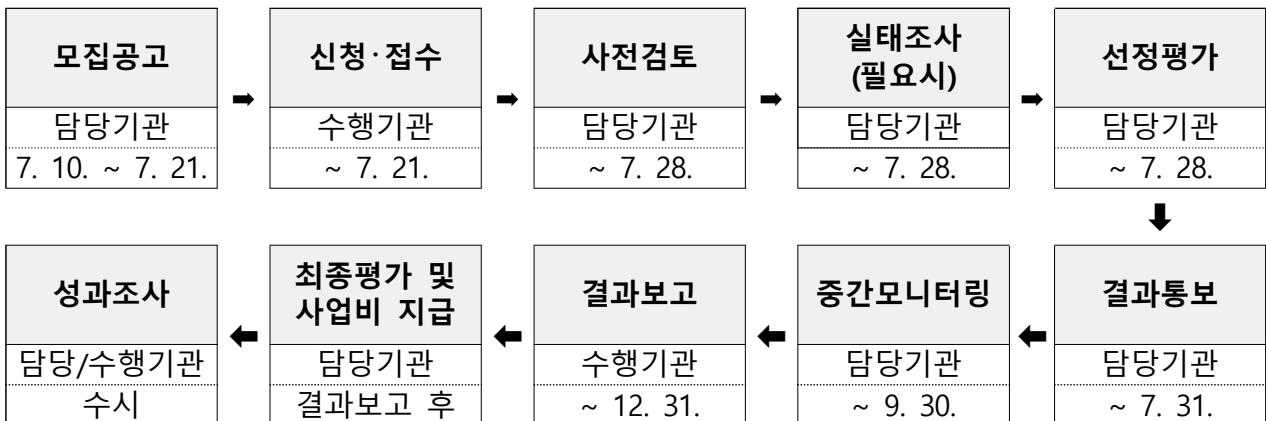 모집공고
담당기관
7. 10. ~ 7. 21.
➡
신청·접수
수행기관
~ 7. 21.
➡
사전검토
담당기관
~ 7. 28.
➡
실태조사
(필요시)
담당기관
~ 7. 28.
➡
선정평가
담당기관
~ 7. 28.
⬇
결과통보
담당기관
~ 7. 31.
⬅
중간모니터링
담당기관
~ 9. 30.
⬅
결과보고
수행기관
~ 12. 31.
⬅
최종평가 및
사업비 지급
담당기관
결과보고 후
⬅
성과조사
담당/수행기관
수시